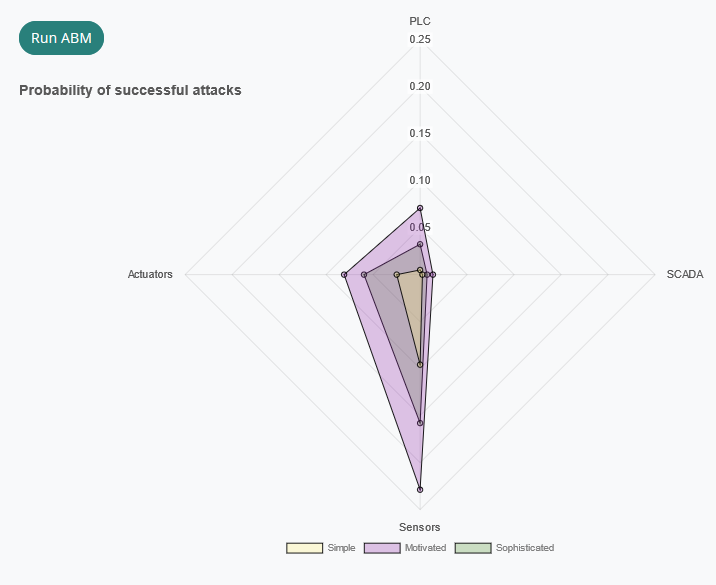 Run ABM
Probability of successful attacks
PLC
0.25
0.20
0.15
0.10
0.05
Actuators
SCADA
Sensors
Simple Motivated Sophisticated